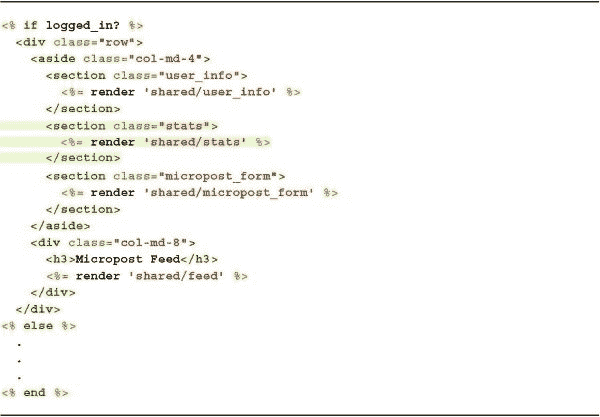 <% if logged_in? %>
  <div class="row">
    <aside class="col-md-4">
      <section class="user_info">
        <%= render 'shared/user_info' %>
      </section>
      <section class="stats">
        <%= render 'shared/stats' %>
      </section>
      <section class="micropost_form">
        <%= render 'shared/micropost_form' %>
      </section>
    </aside>
    <div class="col-md-8">
      <h3>Micropost Feed</h3>
      <%= render 'shared/feed' %>
    </div>
  </div>
<% else %>
  .
  .
  .
<% end %>